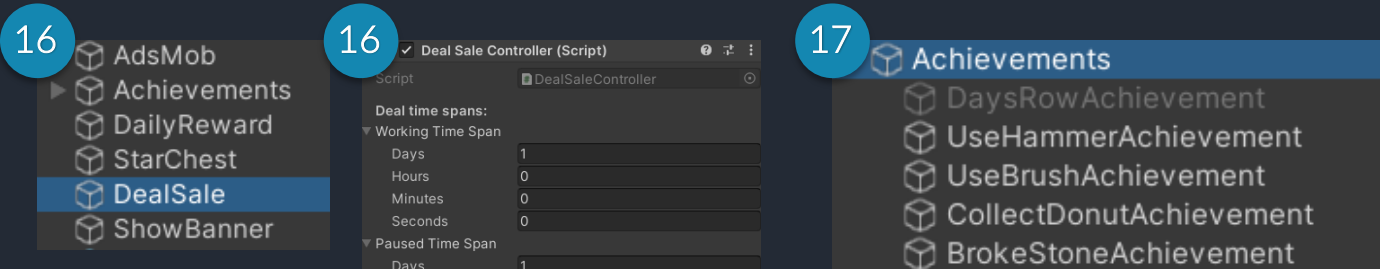 16
AdsMob
Achievements
DailyReward
StarChest
DealSale
ShowBanner
16
Deal Sale Controller (Script)
Script DealSaleController
Deal time spans:
Working Time Span
Days 1
Hours 0
Minutes 0
Seconds 0
Paused Time Span
Days 1
17
Achievements
DaysRowAchievement
UseHammerAchievement
UseBrushAchievement
CollectDonutAchievement
BrokeStoneAchievement